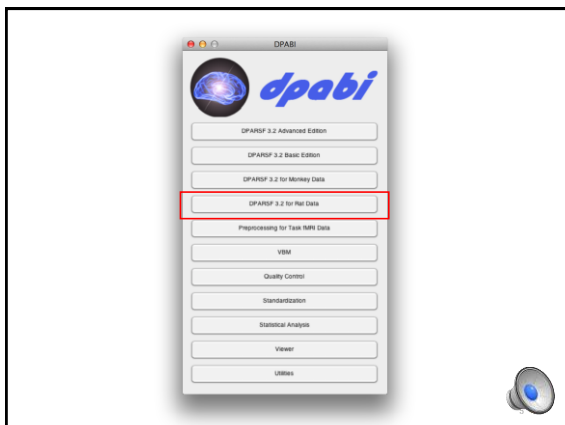 DPABI
dpabi
DPARSF 3.2 Advanced Edition
DPARSF 3.2 Basic Edition
DPARSF 3.2 for Monkey Data
DPARSF 3.2 for Rat Data
Preprocessing for Task fMRI Data
VBM
Quality Control
Standardization
Statistical Analysis
Viewer
Utilities